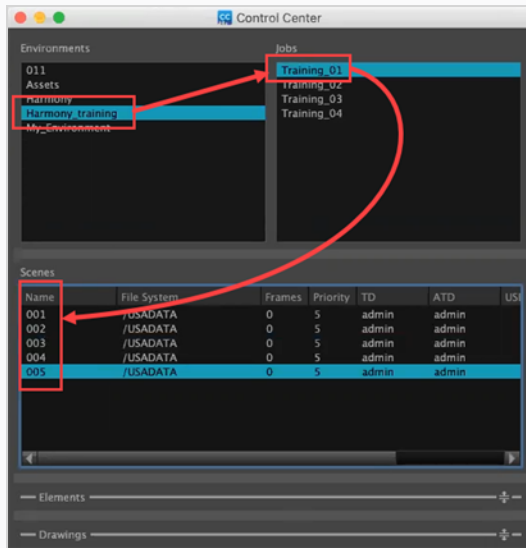 Control Center
Environments
011
Assets
Harmony
Harmony_training
My_Environment
Jobs
Training_01
Training_02
Training_03
Training_04
Scenes
Name File System Frames Priority TD ATD USE
001 /USADATA 0 5 admin admin
002 /USADATA 0 5 admin admin
003 /USADATA 0 5 admin admin
004 /USADATA 0 5 admin admin
005 /USADATA 0 5 admin admin
Elements
Drawings